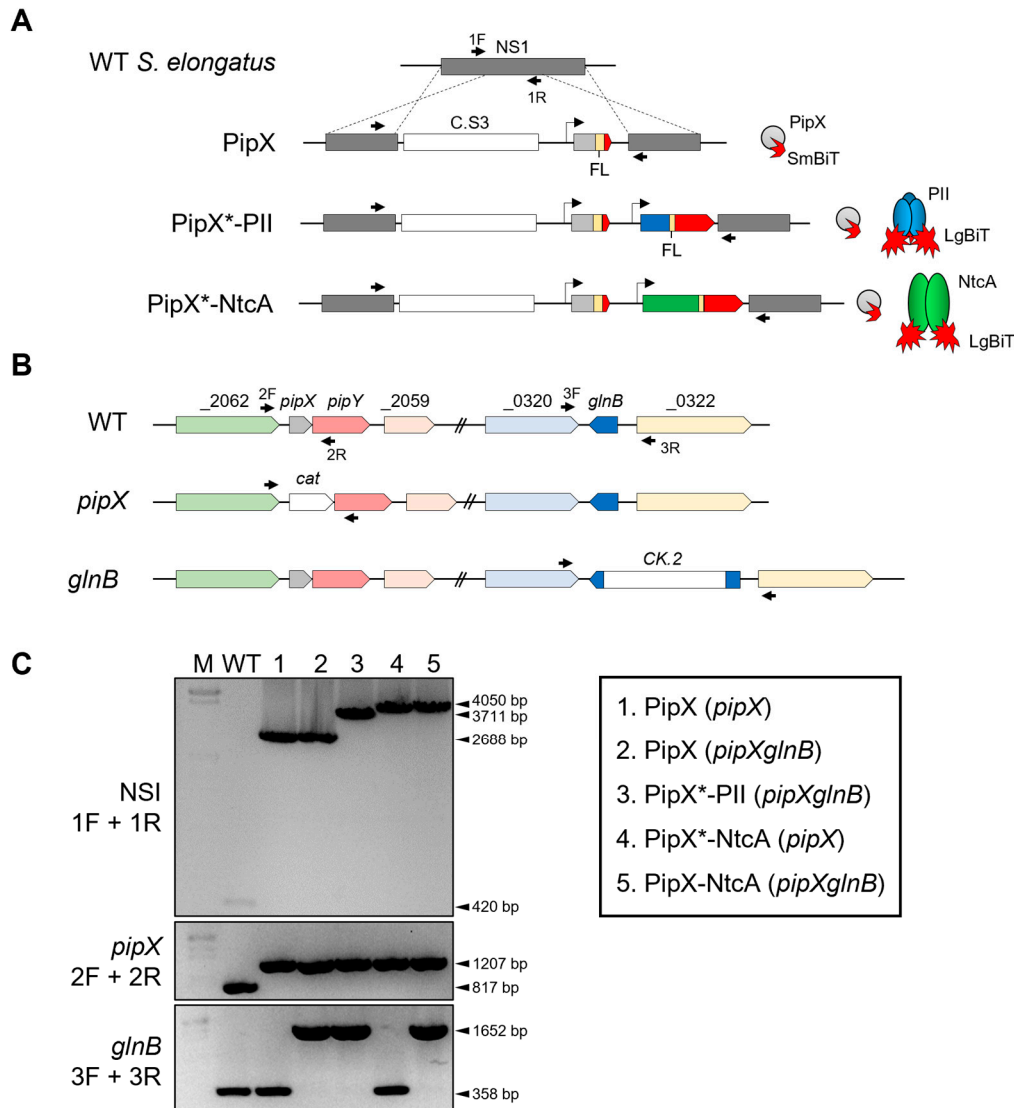 A
1F
NS1
WT S. elongatus
1R
C.S3
PipX
FL
PipX
SmBiT
PipX*-PII
FL
PII
LgBiT
PipX*-NtcA
NtcA
LgBiT
B
_2062 2F pipX pipY _2059 _0320 3F glnB _0322
WT
2R 3R
cat
pipX
CK.2
glnB
C
M WT 1 2 3 4 5
4050 bp
3711 bp
2688 bp
NSI
1F + 1R
420 bp
pipX
2F + 2R
1207 bp
817 bp
glnB
3F + 3R
1652 bp
358 bp
1. PipX (pipX)
2. PipX (pipXglnB)
3. PipX*-PII (pipXglnB)
4. PipX*-NtcA (pipX)
5. PipX-NtcA (pipXglnB)